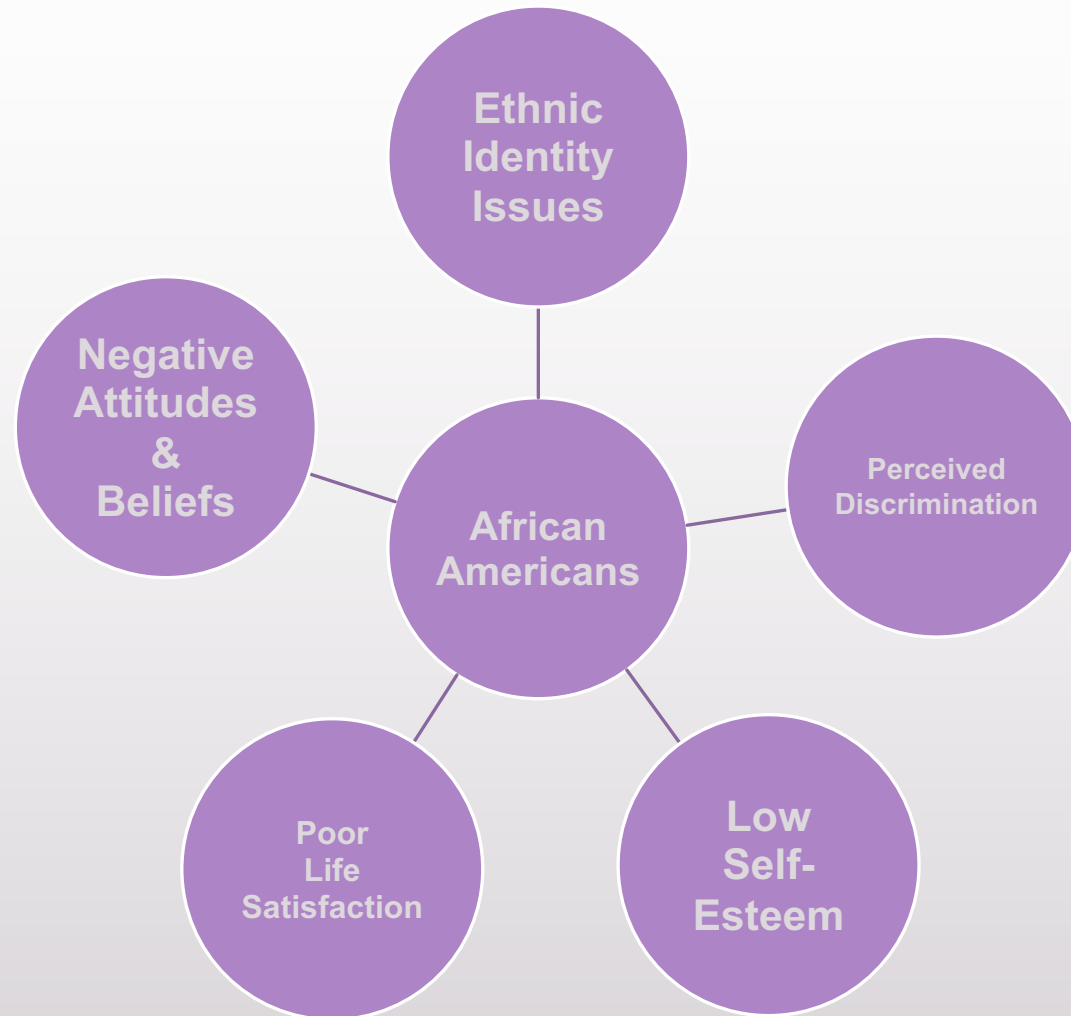 Ethnic
Identity
Issues
Negative
Attitudes
&
Beliefs
Perceived
Discrimination
African
Americans
Poor
Life
Satisfaction
Low
Self-
Esteem